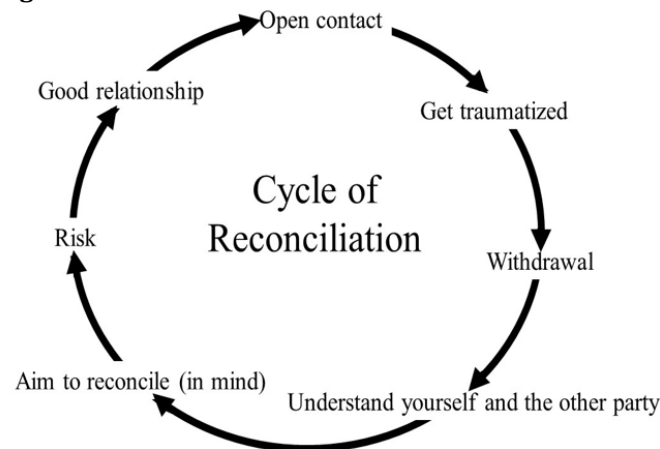 Open contact
Good relationship
Get traumatized
Cycle of
Reconciliation
Risk
Withdrawal
Aim to reconcile (in mind)
Understand yourself and the other party